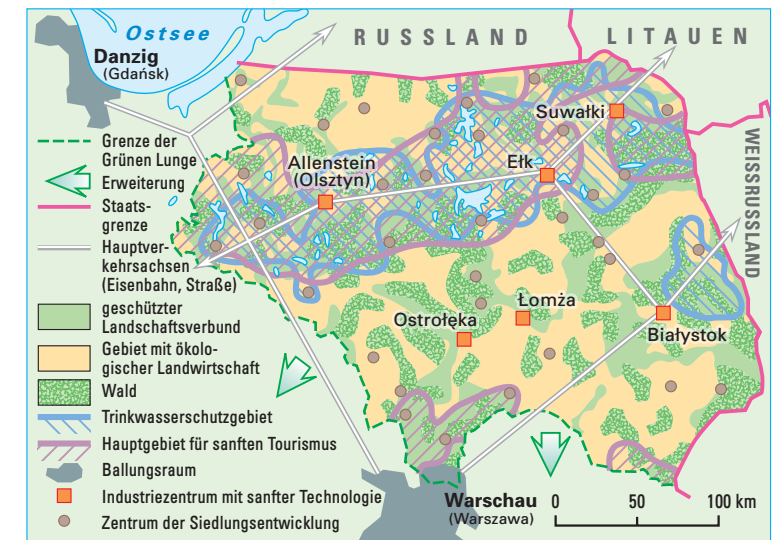 Ostsee
RUSSLAND
LITAUEN
Danzig
(Gdańsk)
Suwałki
WEISSRUSSLAND
Allenstein
(Olsztyn)
Ełk
Łomża
Ostrołęka
Białystok
Warschau
(Warszawa)
Grenze der
Grünen Lunge
Erweiterung
Staats-
grenze
Hauptver-
kehrsachsen
(Eisenbahn, Straße)
geschützter
Landschaftsverbund
Gebiet mit ökolo-
gischer Landwirtschaft
Wald
Trinkwasserschutzgebiet
Hauptgebiet für sanften Tourismus
Ballungsraum
Industriezentrum mit sanfter Technologie
Zentrum der Siedlungsentwicklung
0 50 100 km